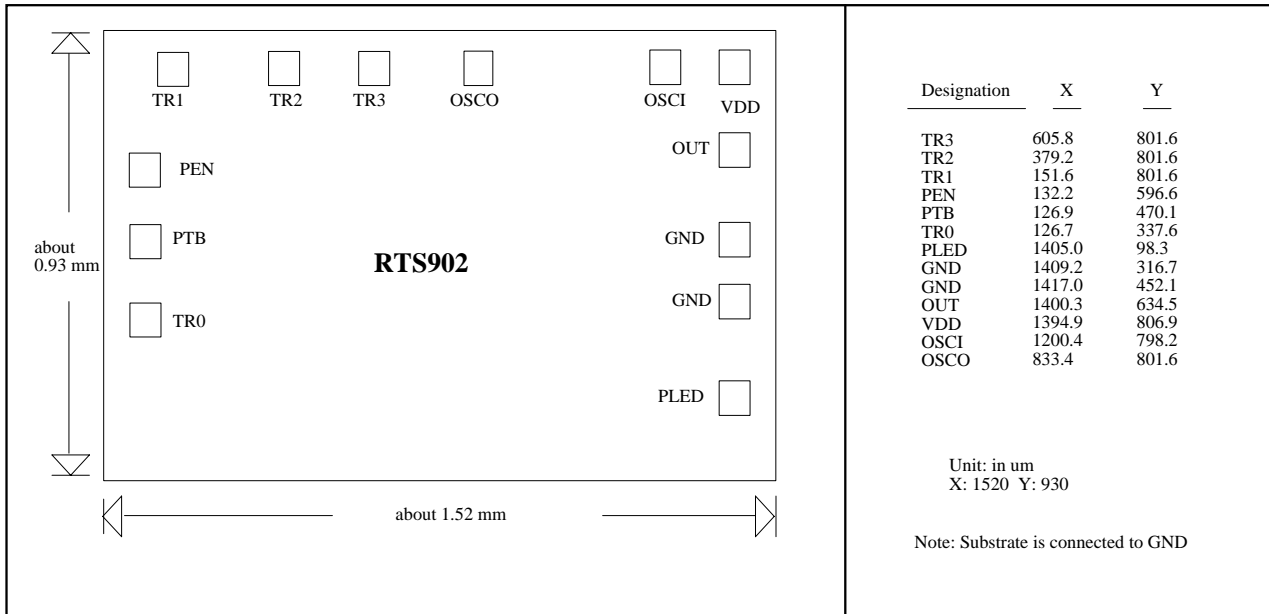 TR1 TR2 TR3 OSCO OSCI VDD
OUT
PEN
PTB
GND
about
0.93 mm
RTS902
GND
TR0
PLED
about 1.52 mm
Designation X Y
TR3 605.8 801.6
TR2 379.2 801.6
TR1 151.6 801.6
PEN 132.2 596.6
PTB 126.9 470.1
TR0 126.7 337.6
PLED 1405.0 98.3
GND 1409.2 316.7
GND 1417.0 452.1
OUT 1400.3 634.5
VDD 1394.9 806.9
OSCI 1200.4 798.2
OSCO 833.4 801.6
Unit: in um
X: 1520 Y: 930
Note: Substrate is connected to GND